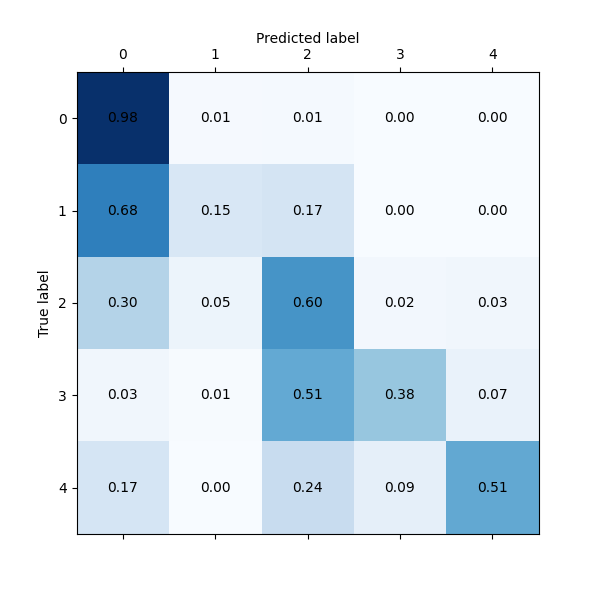 Predicted label
0 1 2 3 4
True label
0 0.98 0.01 0.01 0.00 0.00
1 0.68 0.15 0.17 0.00 0.00
2 0.30 0.05 0.60 0.02 0.03
3 0.03 0.01 0.51 0.38 0.07
4 0.17 0.00 0.24 0.09 0.51